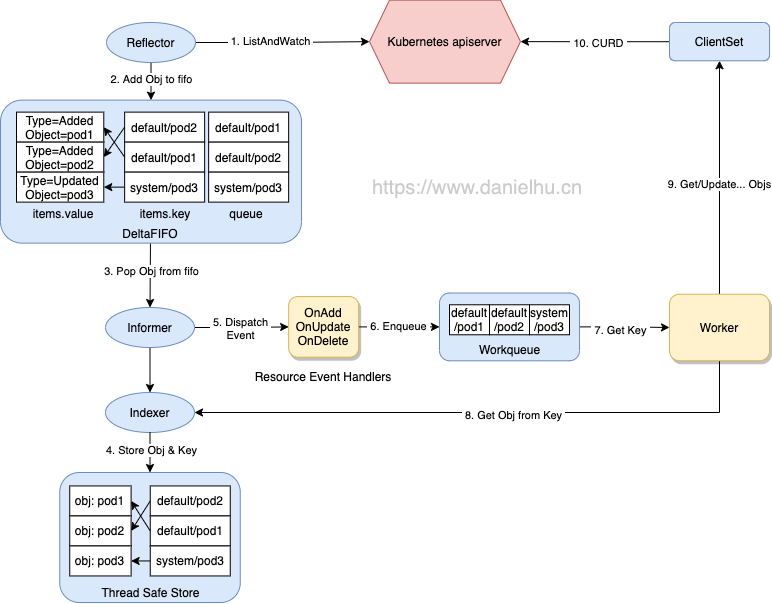 Reflector
1. ListAndWatch
Kubernetes apiserver
10. CURD
ClientSet
2. Add Obj to fifo
Type=Added
Object=pod1
Type=Added
Object=pod2
Type=Updated
Object=pod3
items.value
default/pod2
default/pod1
system/pod3
items.key
default/pod1
default/pod2
system/pod3
queue
DeltaFIFO
https://www.danielhu.cn
9. Get/Update... Objs
3. Pop Obj from fifo
Informer
5. Dispatch
Event
OnAdd
OnUpdate
OnDelete
Resource Event Handlers
6. Enqueue
default
/pod1
default
/pod2
system
/pod3
Workqueue
7. Get Key
Worker
Indexer
8. Get Obj from Key
4. Store Obj & Key
obj: pod1
obj: pod2
obj: pod3
default/pod2
default/pod1
system/pod3
Thread Safe Store